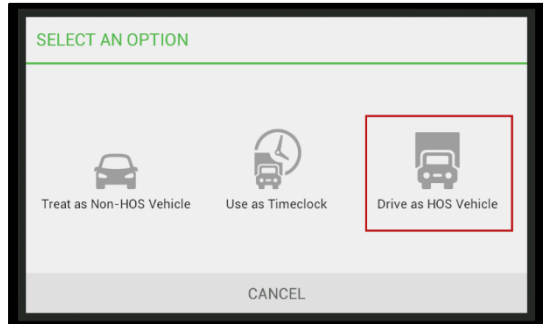 SELECT AN OPTION
Treat as Non-HOS Vehicle
Use as Timeclock
Drive as HOS Vehicle
CANCEL